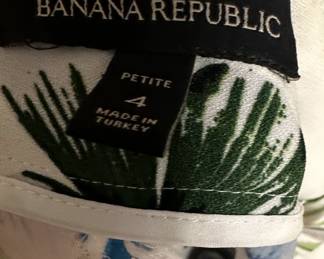 BANANA REPUBLIC
PETITE
4
MADE IN
TURKEY